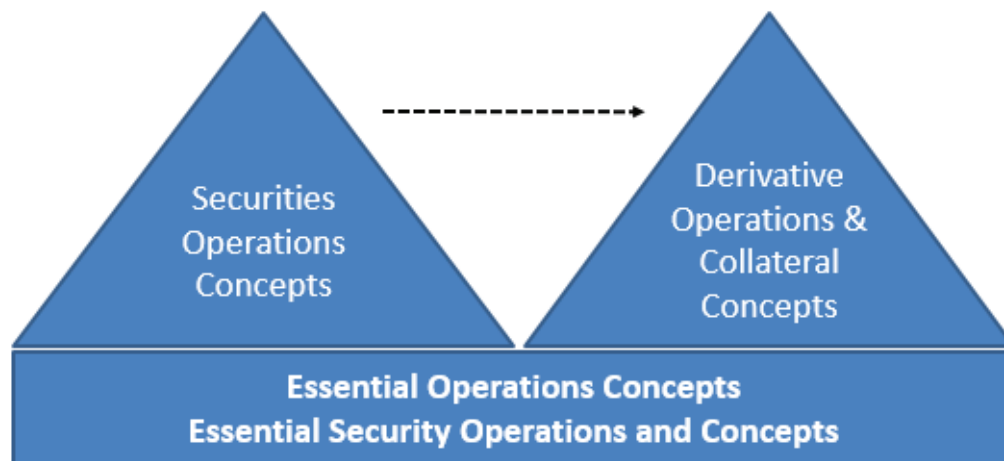 Securities
Operations
Concepts
Derivative
Operations &
Collateral
Concepts
Essential Operations Concepts
Essential Security Operations and Concepts